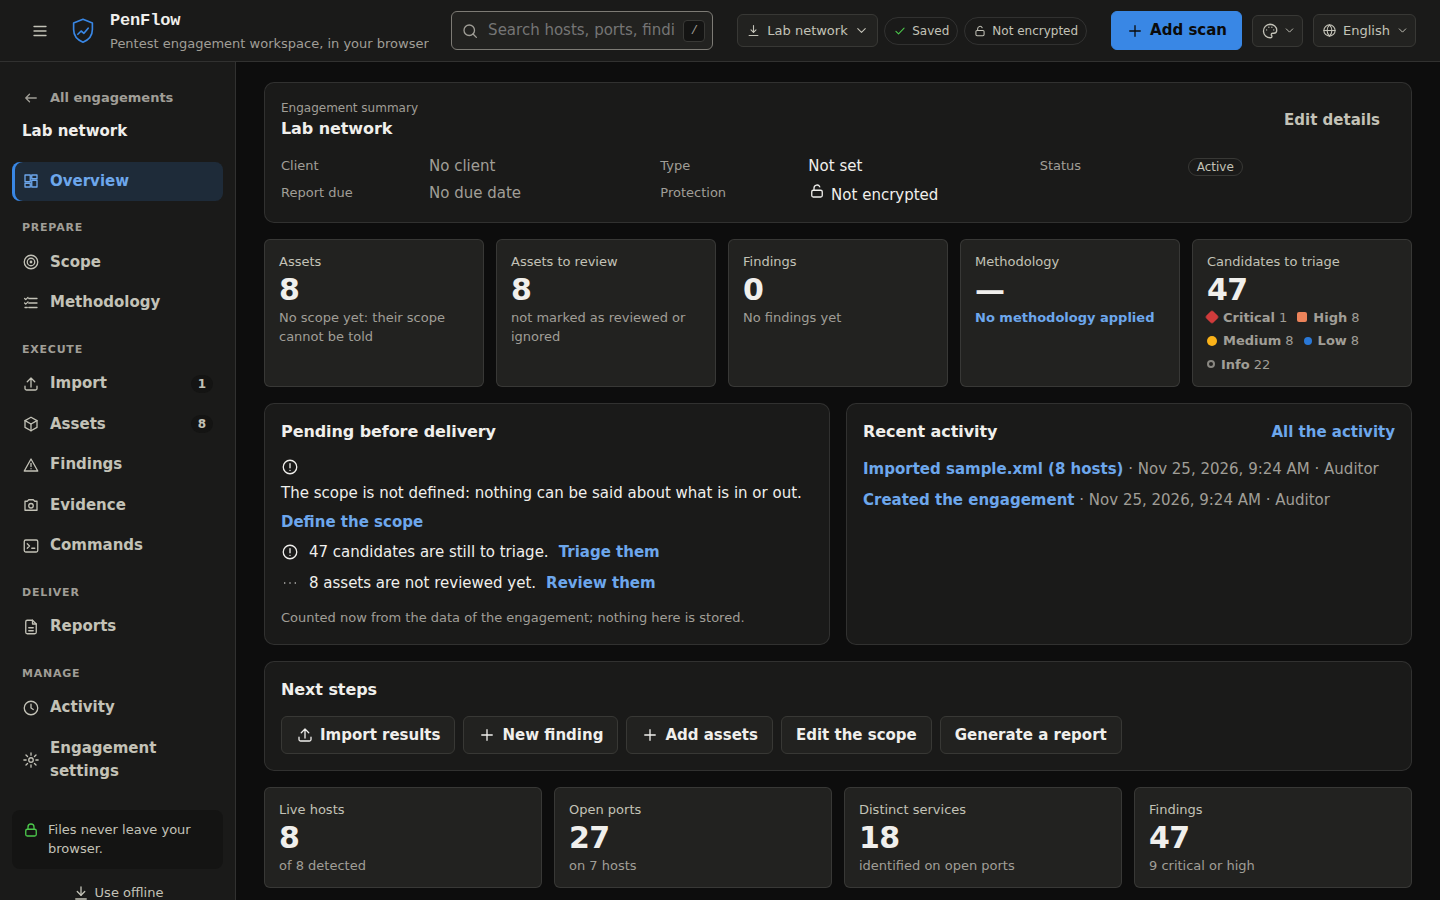 PenFlow
Pentest engagement workspace, in your browser
Search hosts, ports, findi
/
Lab network
Saved
Not encrypted
Add scan
English
All engagements
Lab network
Overview
PREPARE
Scope
Methodology
EXECUTE
Import 1
Assets 8
Findings
Evidence
Commands
DELIVER
Reports
MANAGE
Activity
Engagement
settings
Files never leave your
browser.
Use offline
Engagement summary
Lab network
Edit details
Client No client Type Not set Status Active
Report due No due date Protection Not encrypted
Assets
8
No scope yet: their scope
cannot be told
Assets to review
8
not marked as reviewed or
ignored
Findings
0
No findings yet
Methodology
—
No methodology applied
Candidates to triage
47
Critical 1 High 8
Medium 8 Low 8
Info 22
Pending before delivery
The scope is not defined: nothing can be said about what is in or out.
Define the scope
47 candidates are still to triage. Triage them
8 assets are not reviewed yet. Review them
Counted now from the data of the engagement; nothing here is stored.
Recent activity
All the activity
Imported sample.xml (8 hosts) · Nov 25, 2026, 9:24 AM · Auditor
Created the engagement · Nov 25, 2026, 9:24 AM · Auditor
Next steps
Import results
New finding
Add assets
Edit the scope
Generate a report
Live hosts
8
of 8 detected
Open ports
27
on 7 hosts
Distinct services
18
identified on open ports
Findings
47
9 critical or high